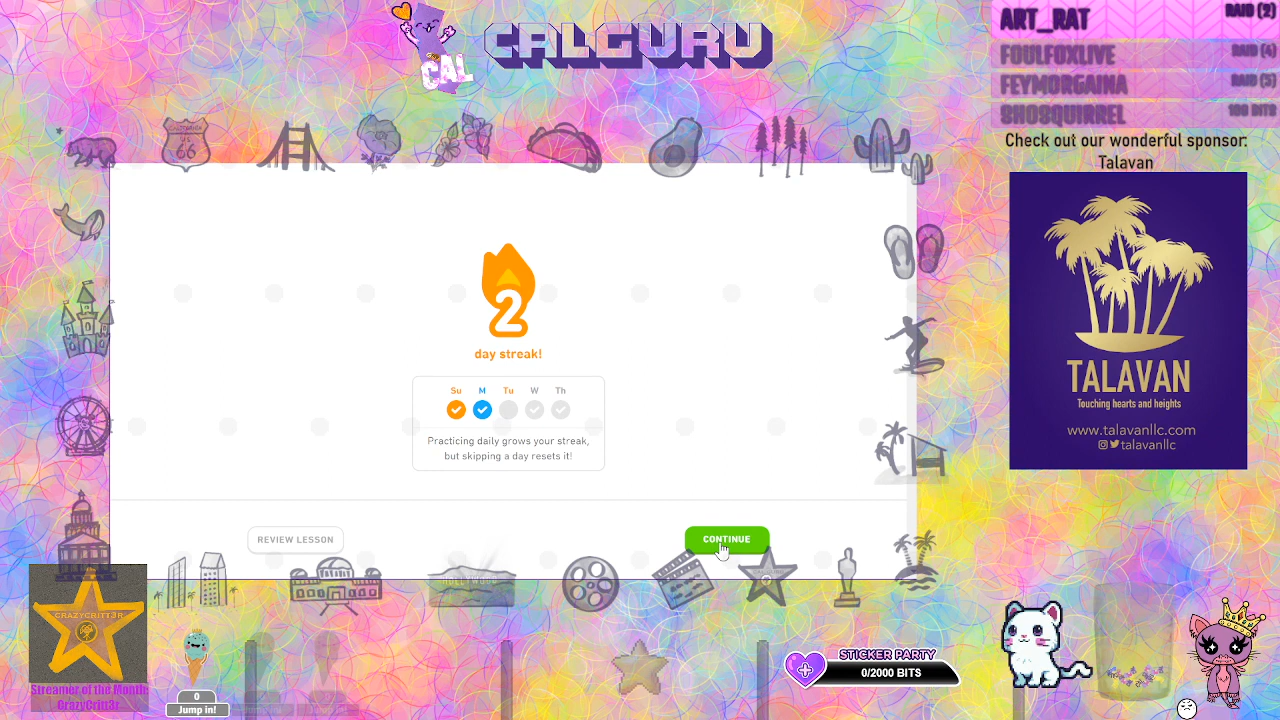 CALGURU
CAL
ART_RAT RAID (2)
FOULFOXLIVE RAID (4)
FEYMORGAINA RAID (3)
SHOSQUIRREL 100 BITS
Check out our wonderful sponsor:
Talavan
CALIFORNIA
66
TALAVAN
Touching hearts and heights
www.talavanllc.com
talavanllc
2
day streak!
Su M Tu W Th
Practicing daily grows your streak,
but skipping a day resets it!
REVIEW LESSON
CONTINUE
HOLLYWOOD
CRAZYCRITT3R
Streamer of the Month:
CrazyCritt3r
0
Jump in!
STICKER PARTY
0/2000 BITS